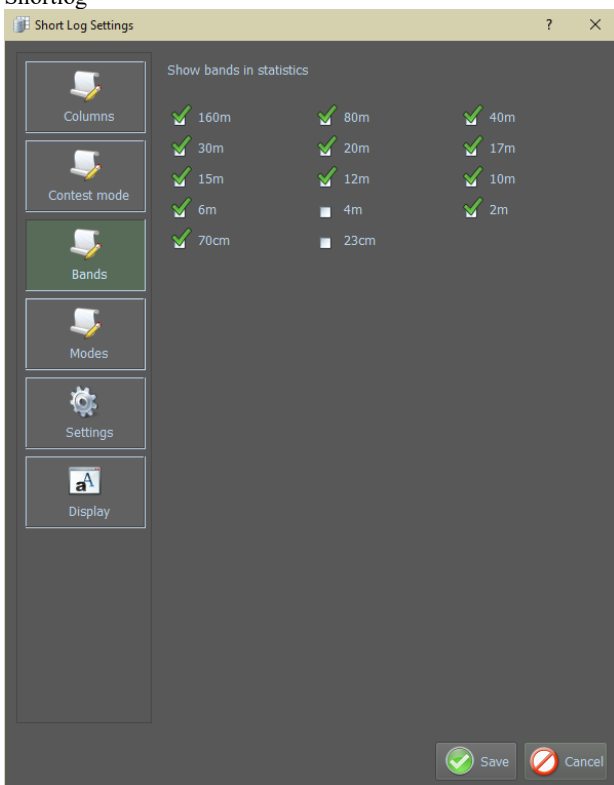 Shortlog
Short Log Settings ?
Columns
Contest mode
Bands
Modes
Settings
Display
Show bands in statistics
160m 80m 40m
30m 20m 17m
15m 12m 10m
6m 4m 2m
70cm 23cm
Save Cancel